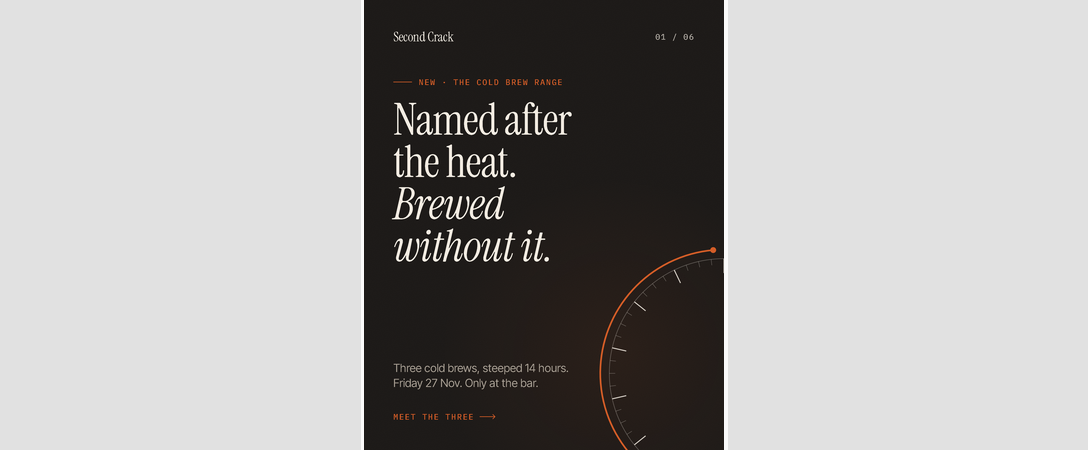 Second Crack
01 / 06
NEW · THE COLD BREW RANGE
Named after
the heat.
Brewed
without it.
Three cold brews, steeped 14 hours.
Friday 27 Nov. Only at the bar.
MEET THE THREE